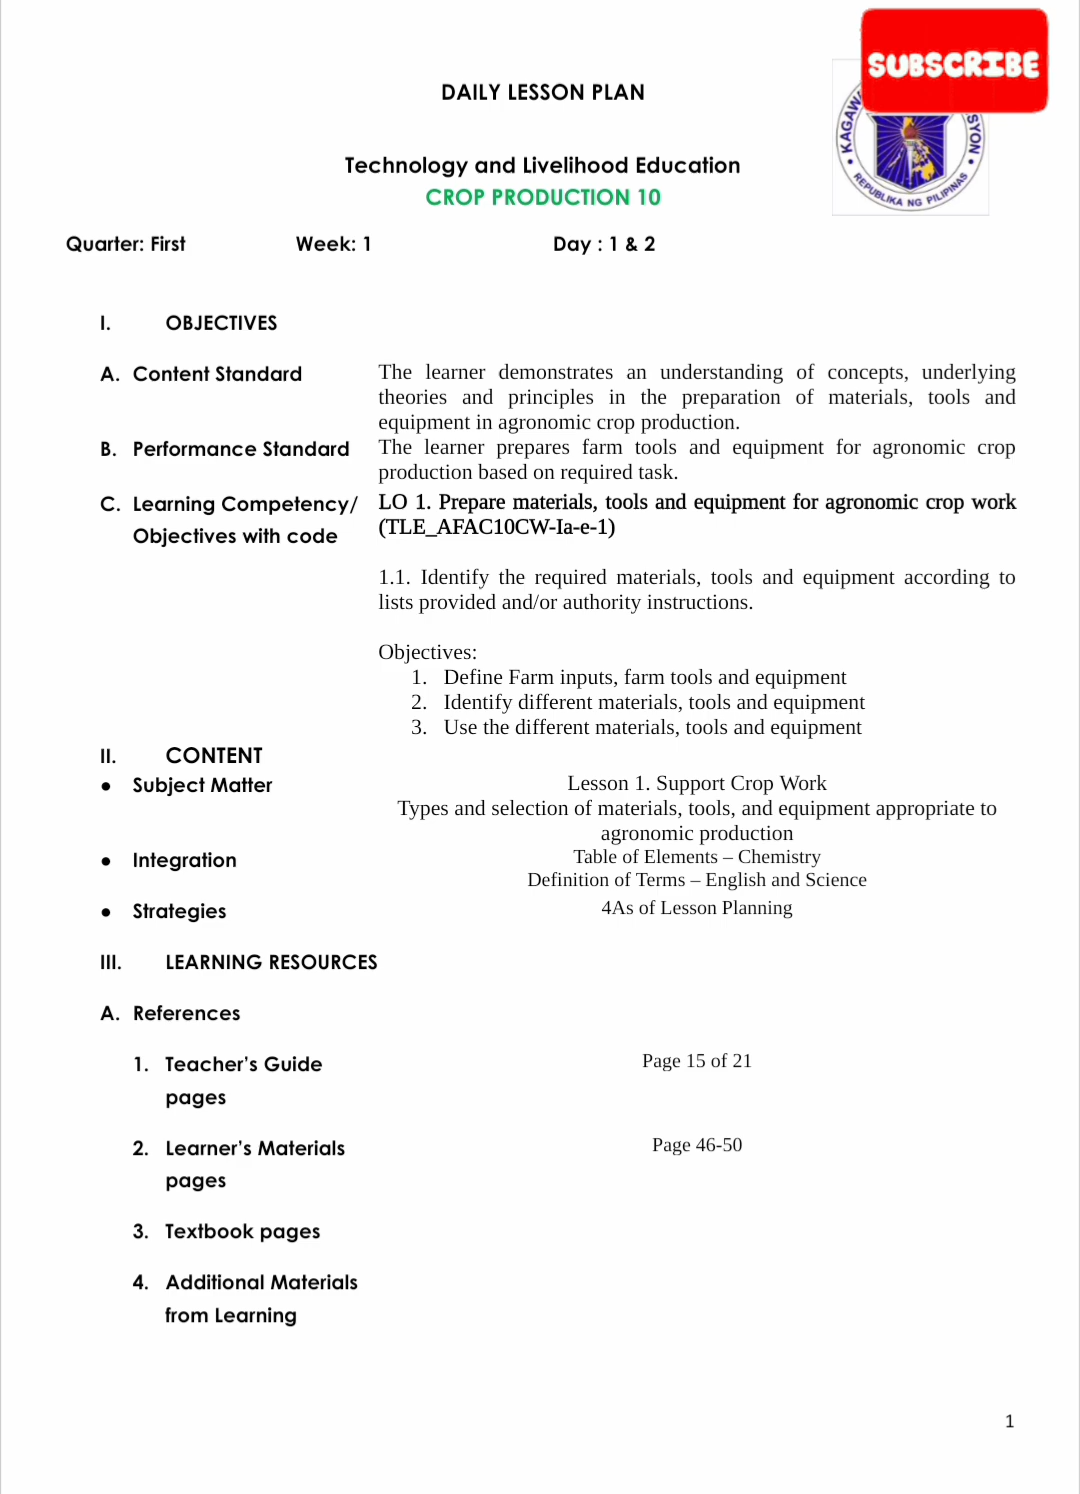 SUBSCRIBE
DAILY LESSON PLAN
KAGAWA SYON
REPUBLIKA NG PILIPINAS
Technology and Livelihood Education
CROP PRODUCTION 10
Quarter: First Week: 1 Day : 1 & 2
I. OBJECTIVES
A. Content Standard
The learner demonstrates an understanding of concepts, underlying
theories and principles in the preparation of materials, tools and
equipment in agronomic crop production.
B. Performance Standard
The learner prepares farm tools and equipment for agronomic crop
production based on required task.
C. Learning Competency/
Objectives with code
LO 1. Prepare materials, tools and equipment for agronomic crop work
(TLE_AFAC10CW-Ia-e-1)
1.1. Identify the required materials, tools and equipment according to
lists provided and/or authority instructions.
Objectives:
1. Define Farm inputs, farm tools and equipment
2. Identify different materials, tools and equipment
3. Use the different materials, tools and equipment
II. CONTENT
● Subject Matter
Lesson 1. Support Crop Work
Types and selection of materials, tools, and equipment appropriate to
agronomic production
● Integration
Table of Elements – Chemistry
Definition of Terms – English and Science
● Strategies
4As of Lesson Planning
III. LEARNING RESOURCES
A. References
1. Teacher’s Guide
pages
Page 15 of 21
2. Learner’s Materials
pages
Page 46-50
3. Textbook pages
4. Additional Materials
from Learning
1